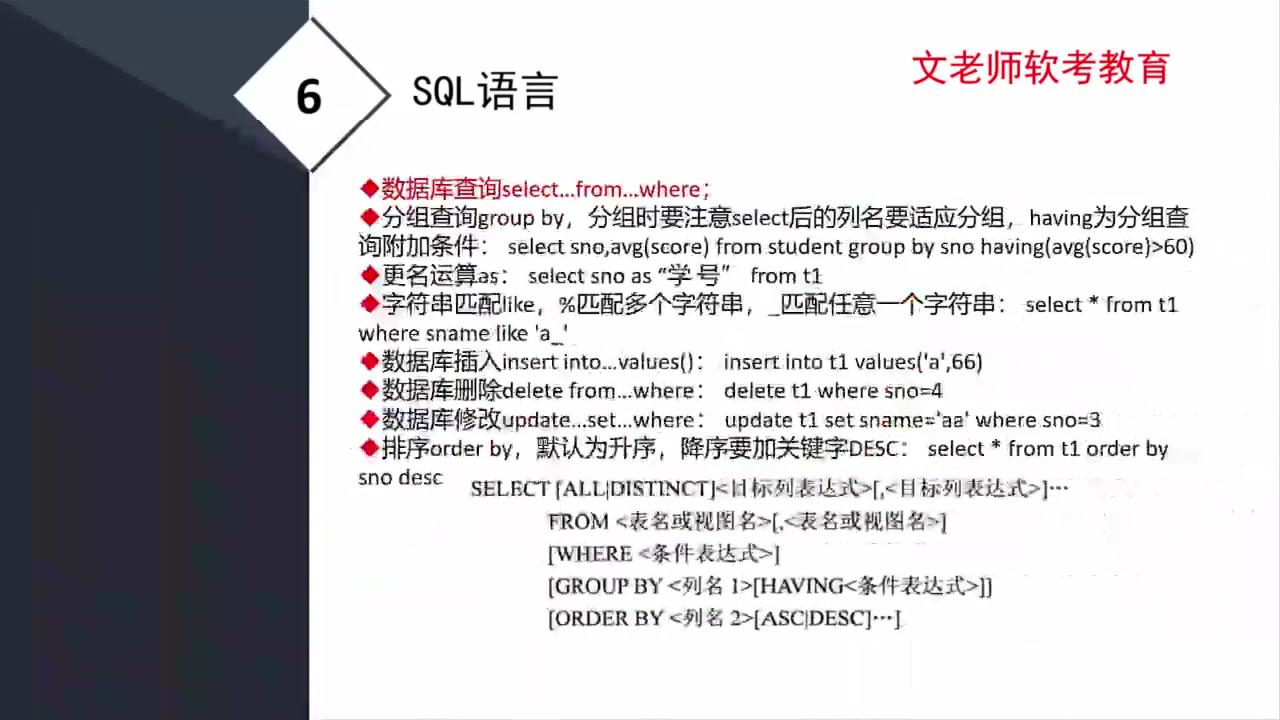 6
SQL语言
文老师软考教育
◆数据库查询select...from...where；
◆分组查询group by，分组时要注意select后的列名要适应分组，having为分组查
询附加条件： select sno,avg(score) from student group by sno having(avg(score)>60)
◆更名运算as： select sno as “学号” from t1
◆字符串匹配like，%匹配多个字符串，_匹配任意一个字符串： select * from t1
where sname like 'a_'
◆数据库插入insert into...values()： insert into t1 values('a',66)
◆数据库删除delete from...where： delete t1 where sno=4
◆数据库修改update...set...where： update t1 set sname='aa' where sno=3
◆排序order by，默认为升序，降序要加关键字DESC： select * from t1 order by
sno desc
SELECT [ALL|DISTINCT]<目标列表达式>[,<目标列表达式>]…
FROM <表名或视图名>[,<表名或视图名>]
[WHERE <条件表达式>]
[GROUP BY <列名 1>[HAVING<条件表达式>]]
[ORDER BY <列名 2>[ASC|DESC]…]